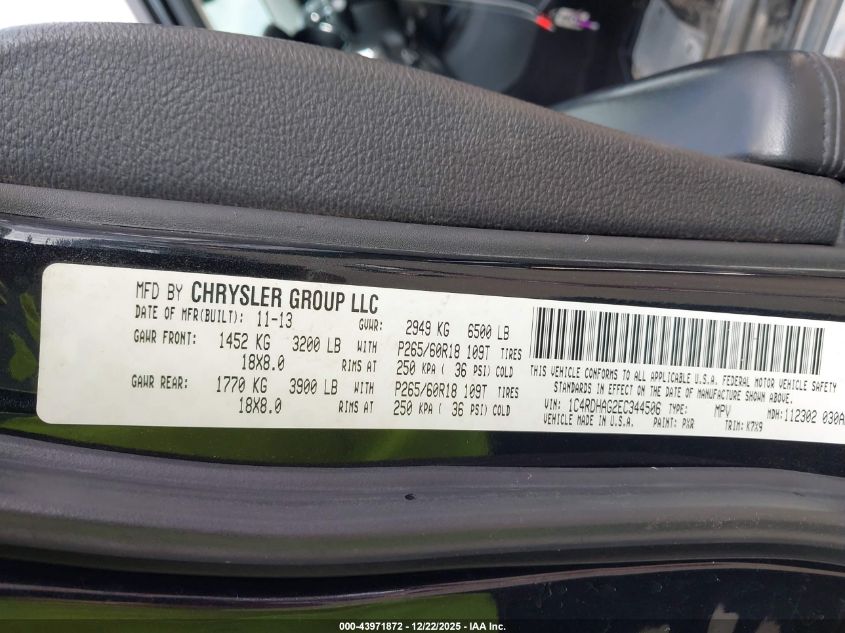 MFD BY CHRYSLER GROUP LLC
DATE OF MFR(BUILT): 11-13 GVWR: 2949 KG 6500 LB
GAWR FRONT: 1452 KG 3200 LB WITH P265/60R18 109T TIRES
18X8.0 RIMS AT 250 KPA ( 36 PSI) COLD
GAWR REAR: 1770 KG 3900 LB WITH P265/60R18 109T TIRES
18X8.0 RIMS AT 250 KPA ( 36 PSI) COLD
THIS VEHICLE CONFORMS TO ALL APPLICABLE U.S.A. FEDERAL MOTOR VEHICLE SAFETY
STANDARDS IN EFFECT ON THE DATE OF MANUFACTURE SHOWN ABOVE.
VIN: 1C4RDHAG2EC344506 TYPE: MPV MDH: 112302 030A
VEHICLE MADE IN U.S.A. PAINT: PXR TRIM: K7X9
000-43971872 - 12/22/2025 - IAA Inc.